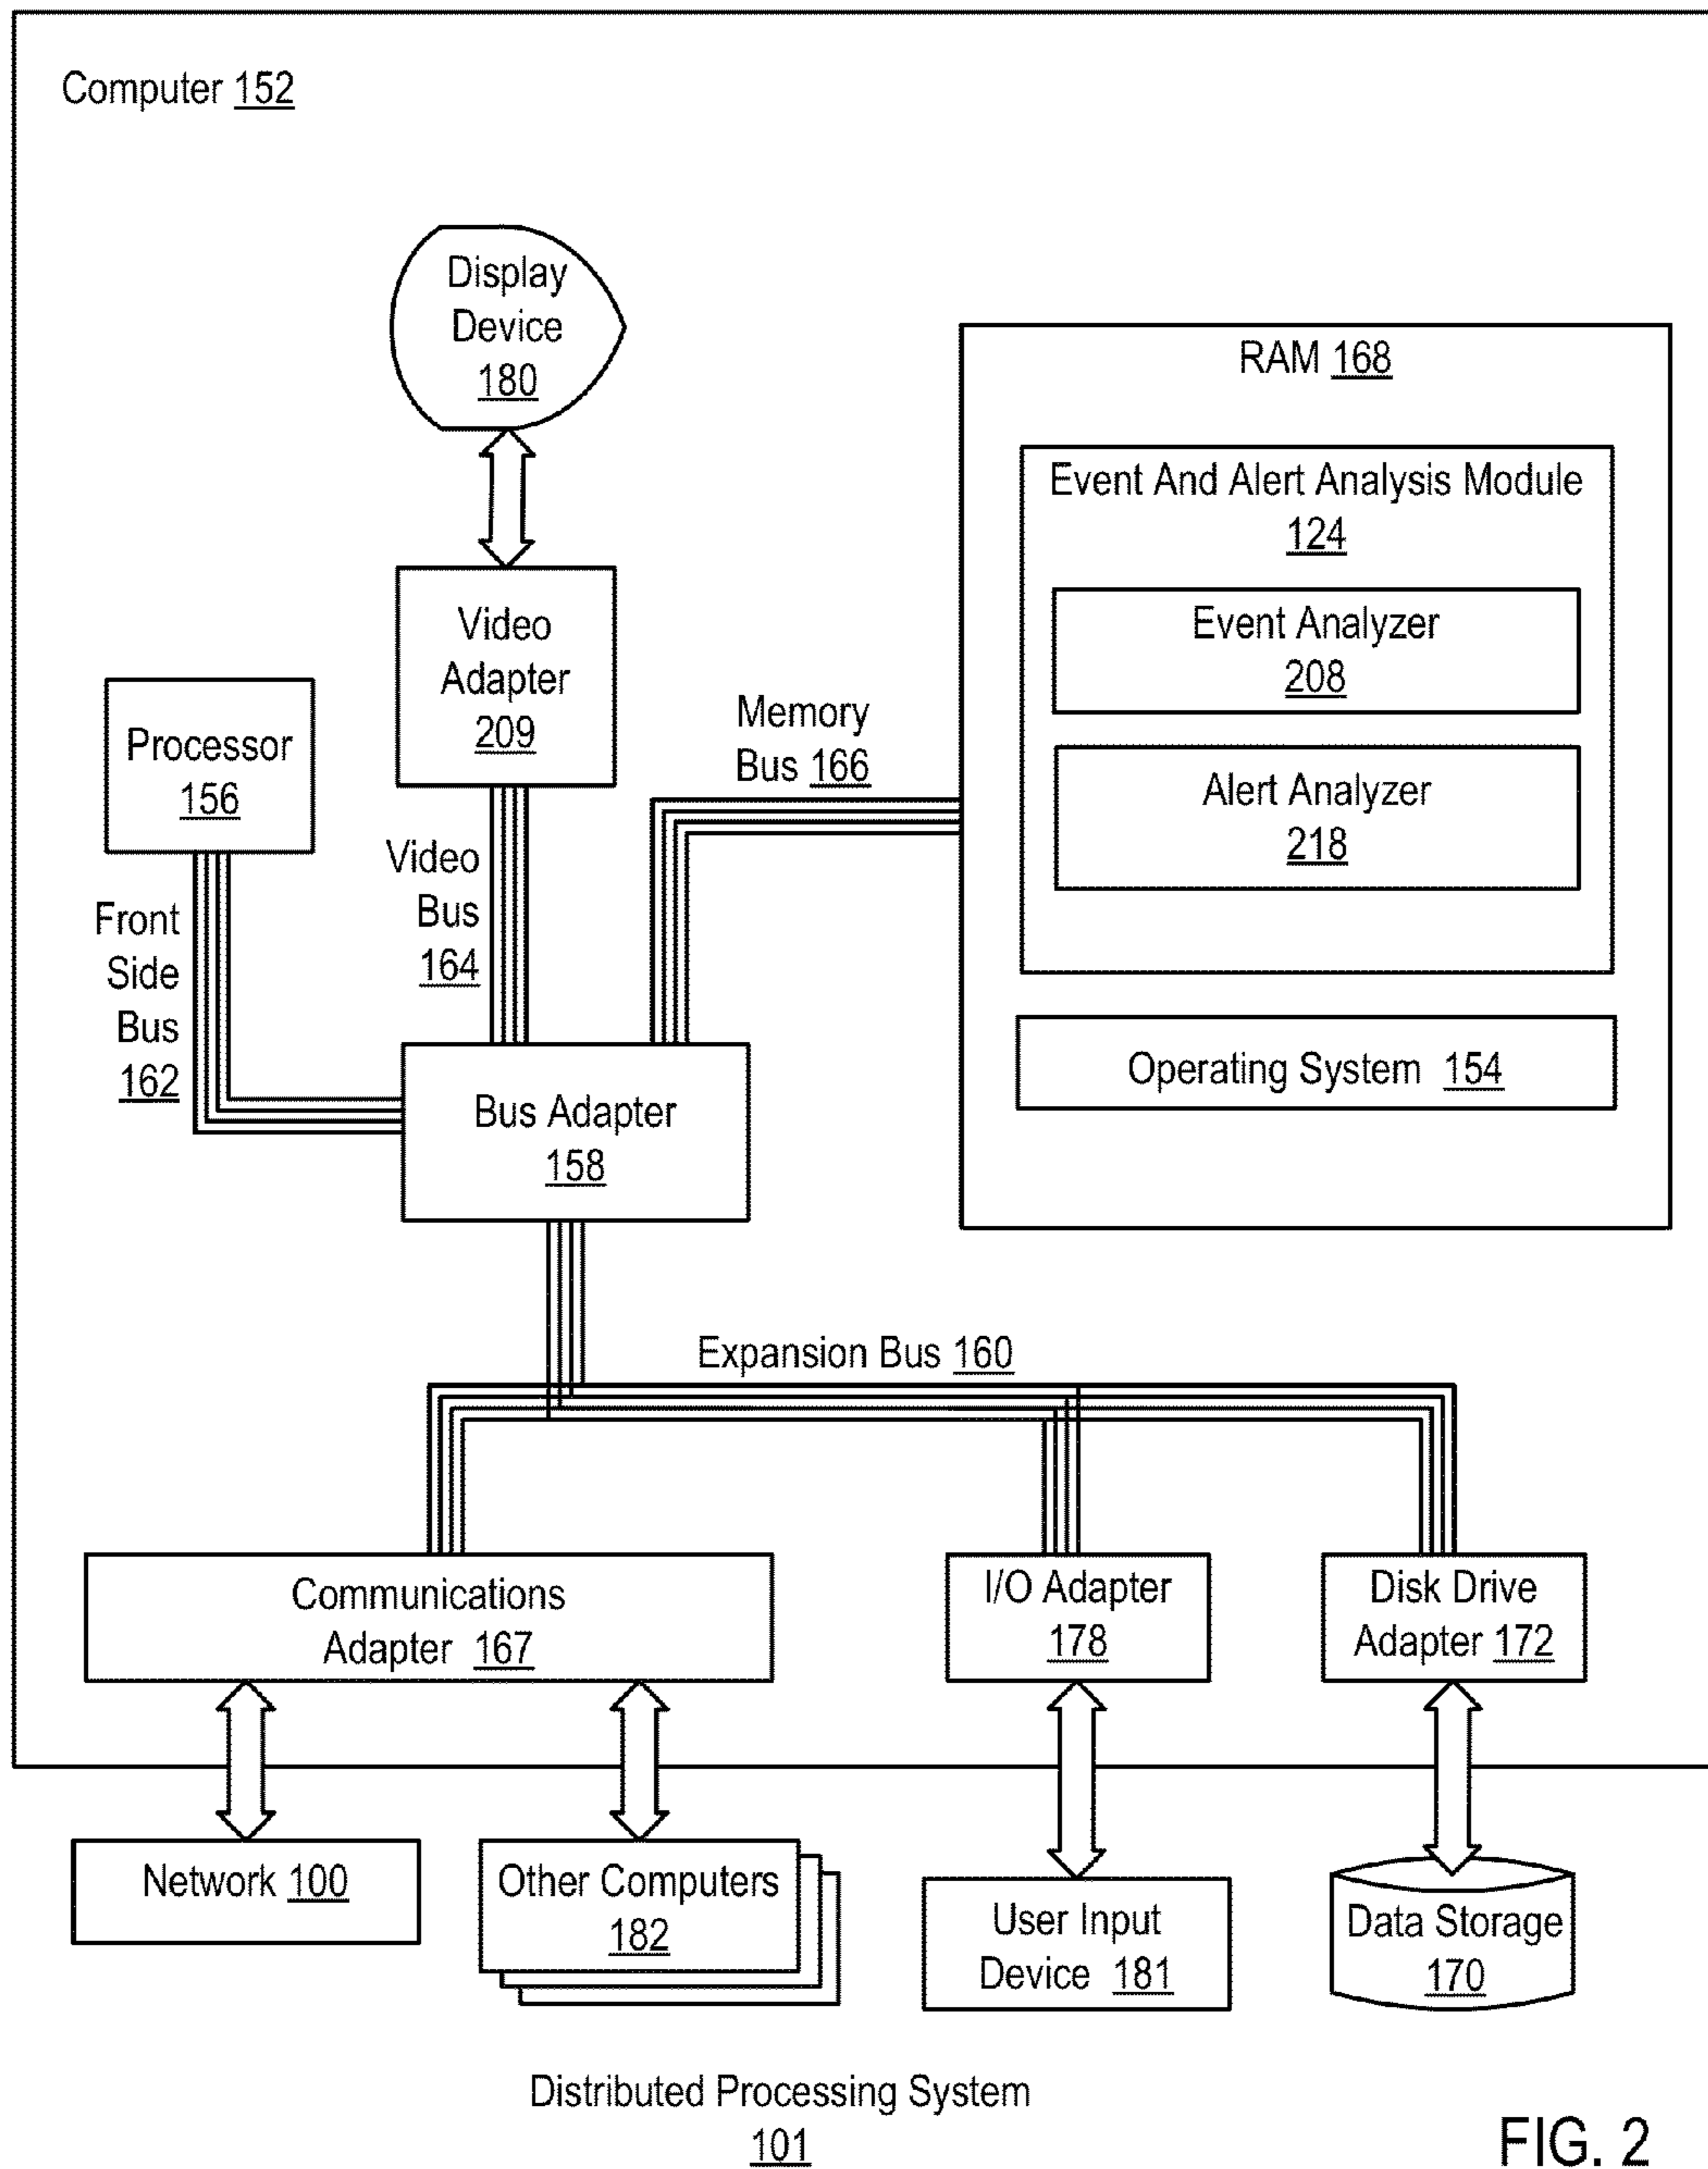 Computer 152
Display
Device
180
RAM 168
Event And Alert Analysis Module
124
Event Analyzer
208
Alert Analyzer
218
Operating System 154
Video
Adapter
209
Processor
156
Memory
Bus 166
Video
Bus
164
Front
Side
Bus
162
Bus Adapter
158
Expansion Bus 160
Communications
Adapter 167
I/O Adapter
178
Disk Drive
Adapter 172
Network 100
Other Computers
182
User Input
Device 181
Data Storage
170
Distributed Processing System
101
FIG. 2